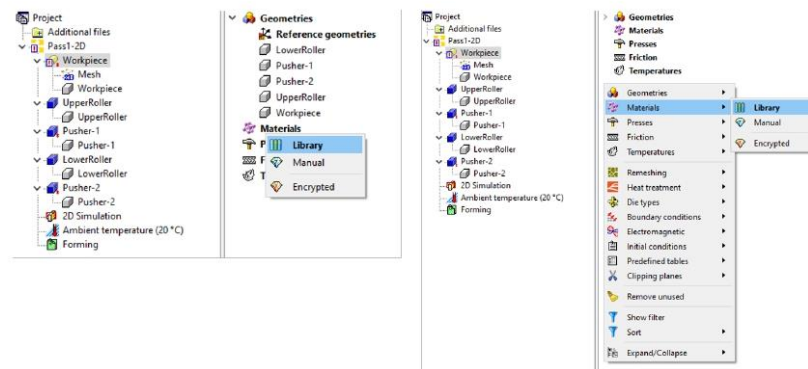 Project
Additional files
Pass1-2D
Workpiece
Mesh
Workpiece
UpperRoller
UpperRoller
Pusher-1
Pusher-1
LowerRoller
LowerRoller
Pusher-2
Pusher-2
2D Simulation
Ambient temperature (20 °C)
Forming
Geometries
Reference geometries
LowerRoller
Pusher-1
Pusher-2
UpperRoller
Workpiece
Materials
P
F
T
Library
Manual
Encrypted
Project
Additional files
Pass1-2D
Workpiece
Mesh
Workpiece
UpperRoller
UpperRoller
Pusher-1
Pusher-1
LowerRoller
LowerRoller
Pusher-2
Pusher-2
2D Simulation
Ambient temperature (20 °C)
Forming
Geometries
Materials
Presses
Friction
Temperatures
Geometries
Materials
Presses
Friction
Temperatures
Remeshing
Heat treatment
Die types
Boundary conditions
Electromagnetic
Initial conditions
Predefined tables
Clipping planes
Remove unused
Show filter
Sort
Expand/Collapse
Library
Manual
Encrypted